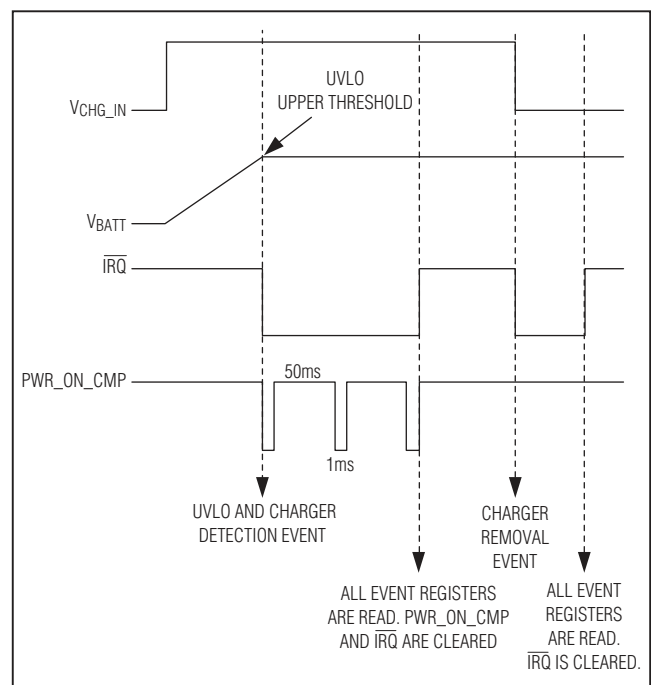 UVLO
UPPER THRESHOLD
VCHG_IN
VBATT
IRQ
PWR_ON_CMP
50ms
1ms
UVLO AND CHARGER
DETECTION EVENT
CHARGER
REMOVAL
EVENT
ALL EVENT REGISTERS
ARE READ. PWR_ON_CMP
AND IRQ ARE CLEARED
ALL EVENT
REGISTERS
ARE READ.
IRQ IS CLEARED.